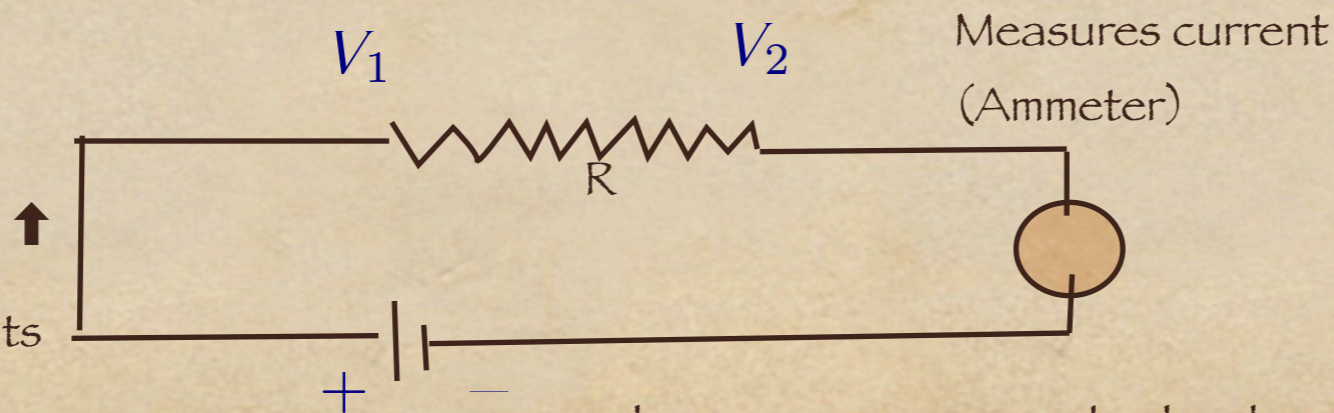 V₁
V₂
Measures current
(Ammeter)
R
ts
+
−